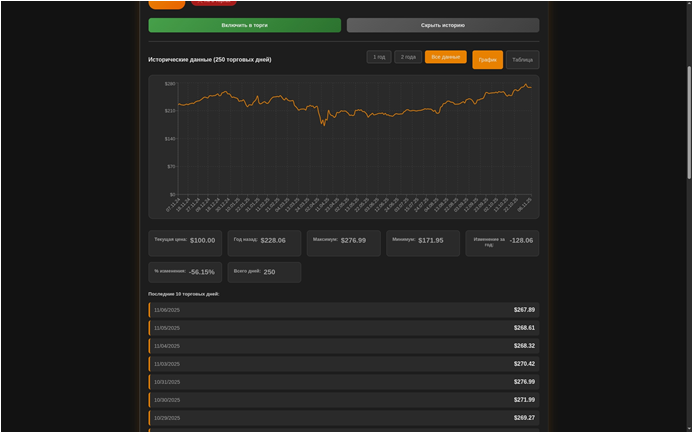 Включить в торги
Скрыть историю
Исторические данные (250 торговых дней)
1 год
2 года
Все данные
График
Таблица
$280
$210
$140
$70
$0
Текущая цена: $100.00
Год назад: $228.06
Максимум: $276.99
Минимум: $171.95
Изменение за год: -128.06
% изменения: -56.15%
Всего дней: 250
Последние 10 торговых дней:
11/06/2025 $267.89
11/05/2025 $268.61
11/04/2025 $268.32
11/03/2025 $270.42
10/31/2025 $276.99
10/30/2025 $271.99
10/29/2025 $269.27